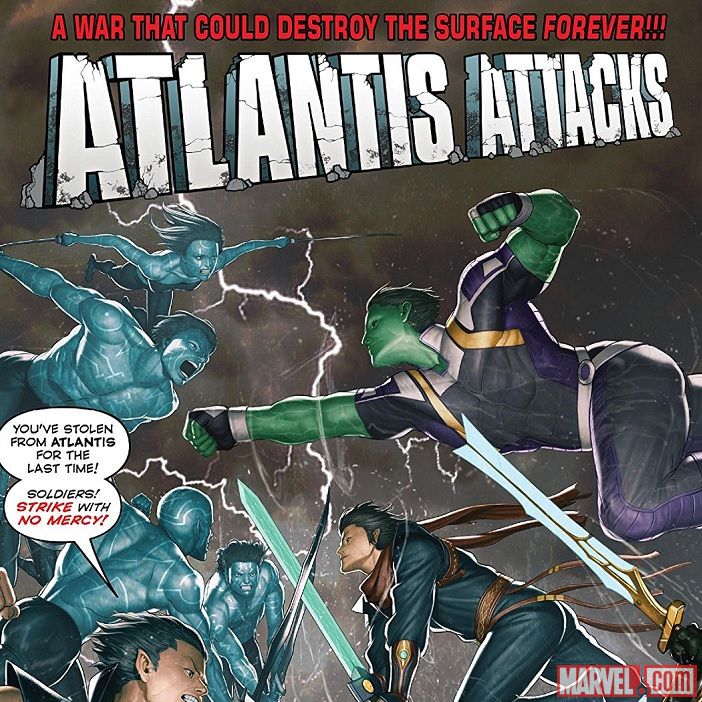 A WAR THAT COULD DESTROY THE SURFACE FOREVER!!!
ATLANTIS ATTACKS
YOU'VE STOLEN
FROM ATLANTIS
FOR THE
LAST TIME!
SOLDIERS!
STRIKE WITH
NO MERCY!
MARVEL.com